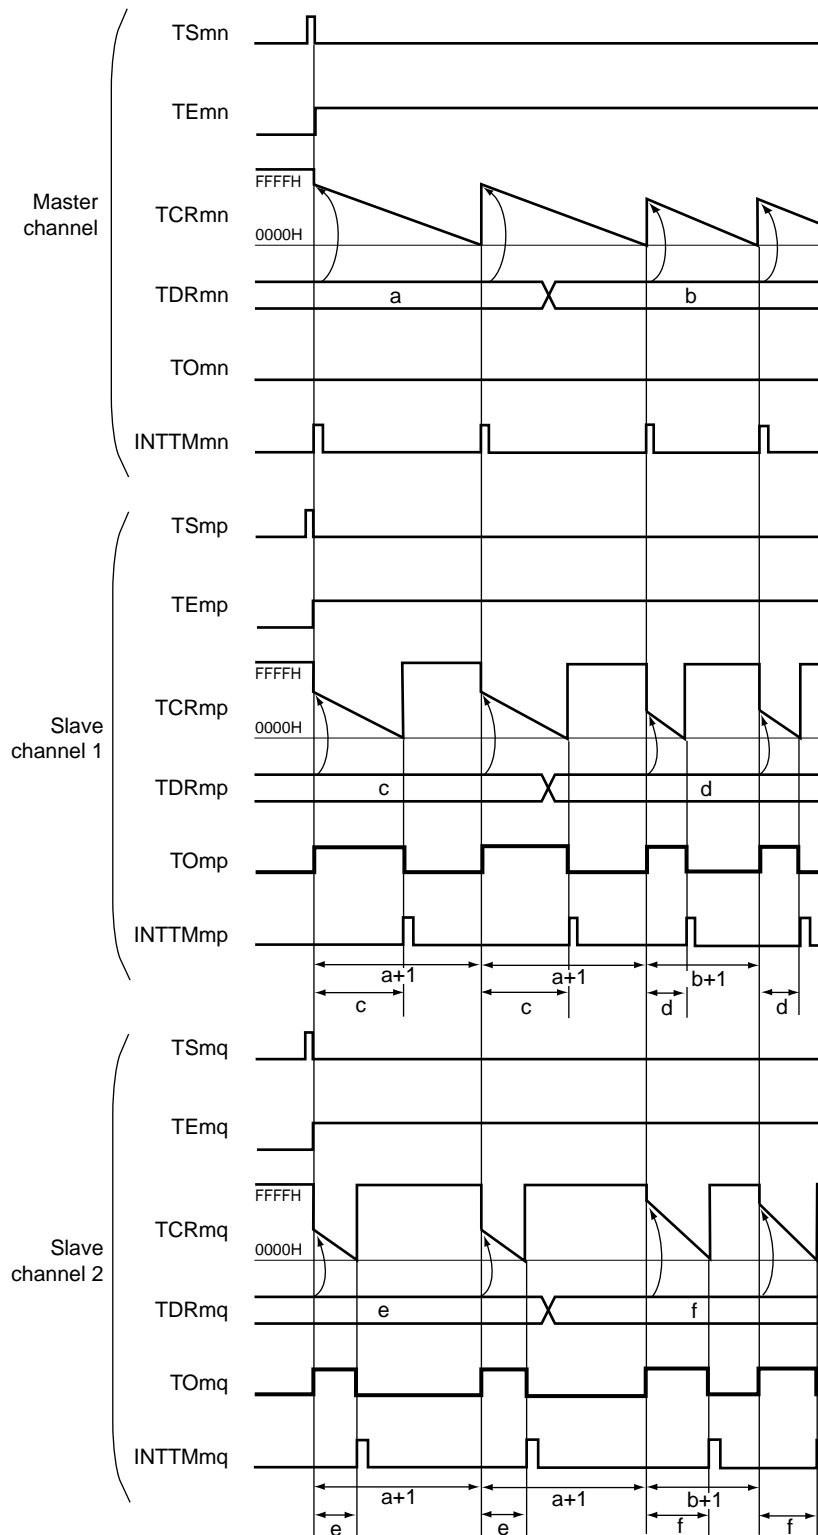 TSmn
TEmn
FFFFH
Master
channel
TCRmn
0000H
TDRmn
a
b
TOmn
INTTMmn
TSmp
TEmp
FFFFH
TCRmp
0000H
Slave
channel 1
TDRmp
c
d
TOmp
INTTMmp
a+1
a+1
b+1
c
c
d
d
TSmq
TEmq
FFFFH
TCRmq
0000H
Slave
channel 2
TDRmq
e
f
TOmq
INTTMmq
a+1
a+1
b+1
e
e
f
f